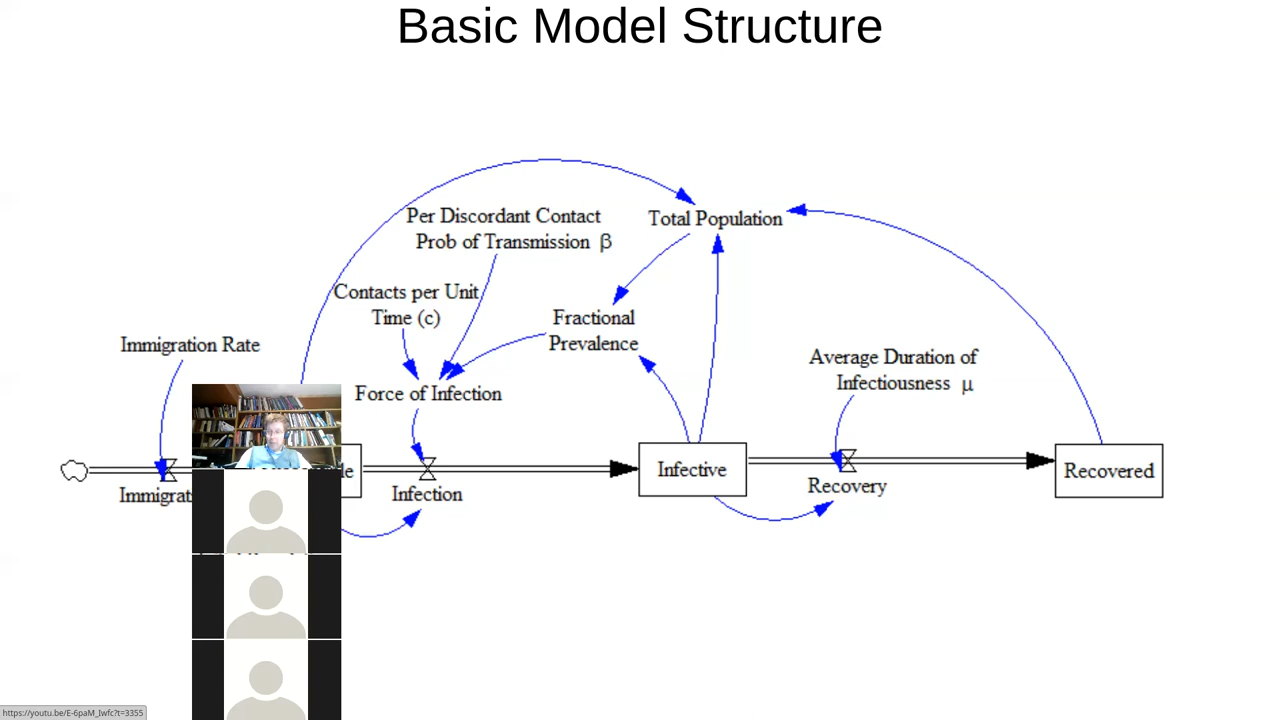 Basic Model Structure
Per Discordant Contact
Prob of Transmission β
Total Population
Contacts per Unit
Time (c)
Fractional
Prevalence
Immigration Rate
Average Duration of
Infectiousness μ
Force of Infection
Infective
Recovered
Infection
Recovery
https://youtu.be/E-6paM_Iwfc?t=3355